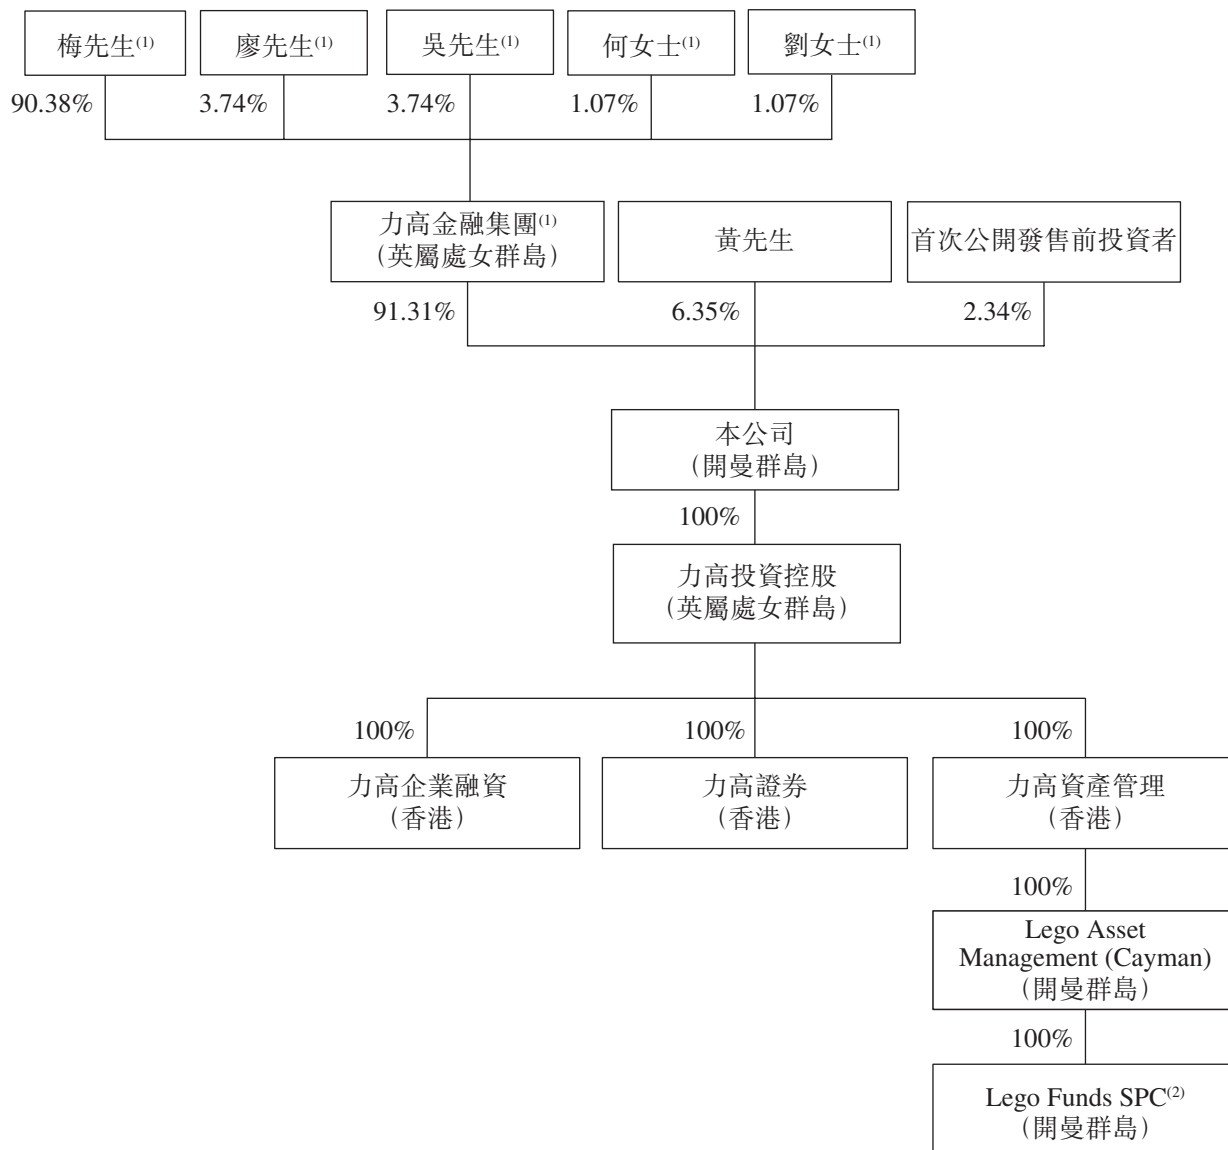 梅先生(1)
廖先生(1)
吳先生(1)
何女士(1)
劉女士(1)
90.38%
3.74%
3.74%
1.07%
1.07%
力高金融集團(1)
（英屬處女群島）
黃先生
首次公開發售前投資者
91.31%
6.35%
2.34%
本公司
（開曼群島）
100%
力高投資控股
（英屬處女群島）
100%
100%
100%
力高企業融資
（香港）
力高證券
（香港）
力高資產管理
（香港）
100%
Lego Asset
Management (Cayman)
（開曼群島）
100%
Lego Funds SPC(2)
（開曼群島）